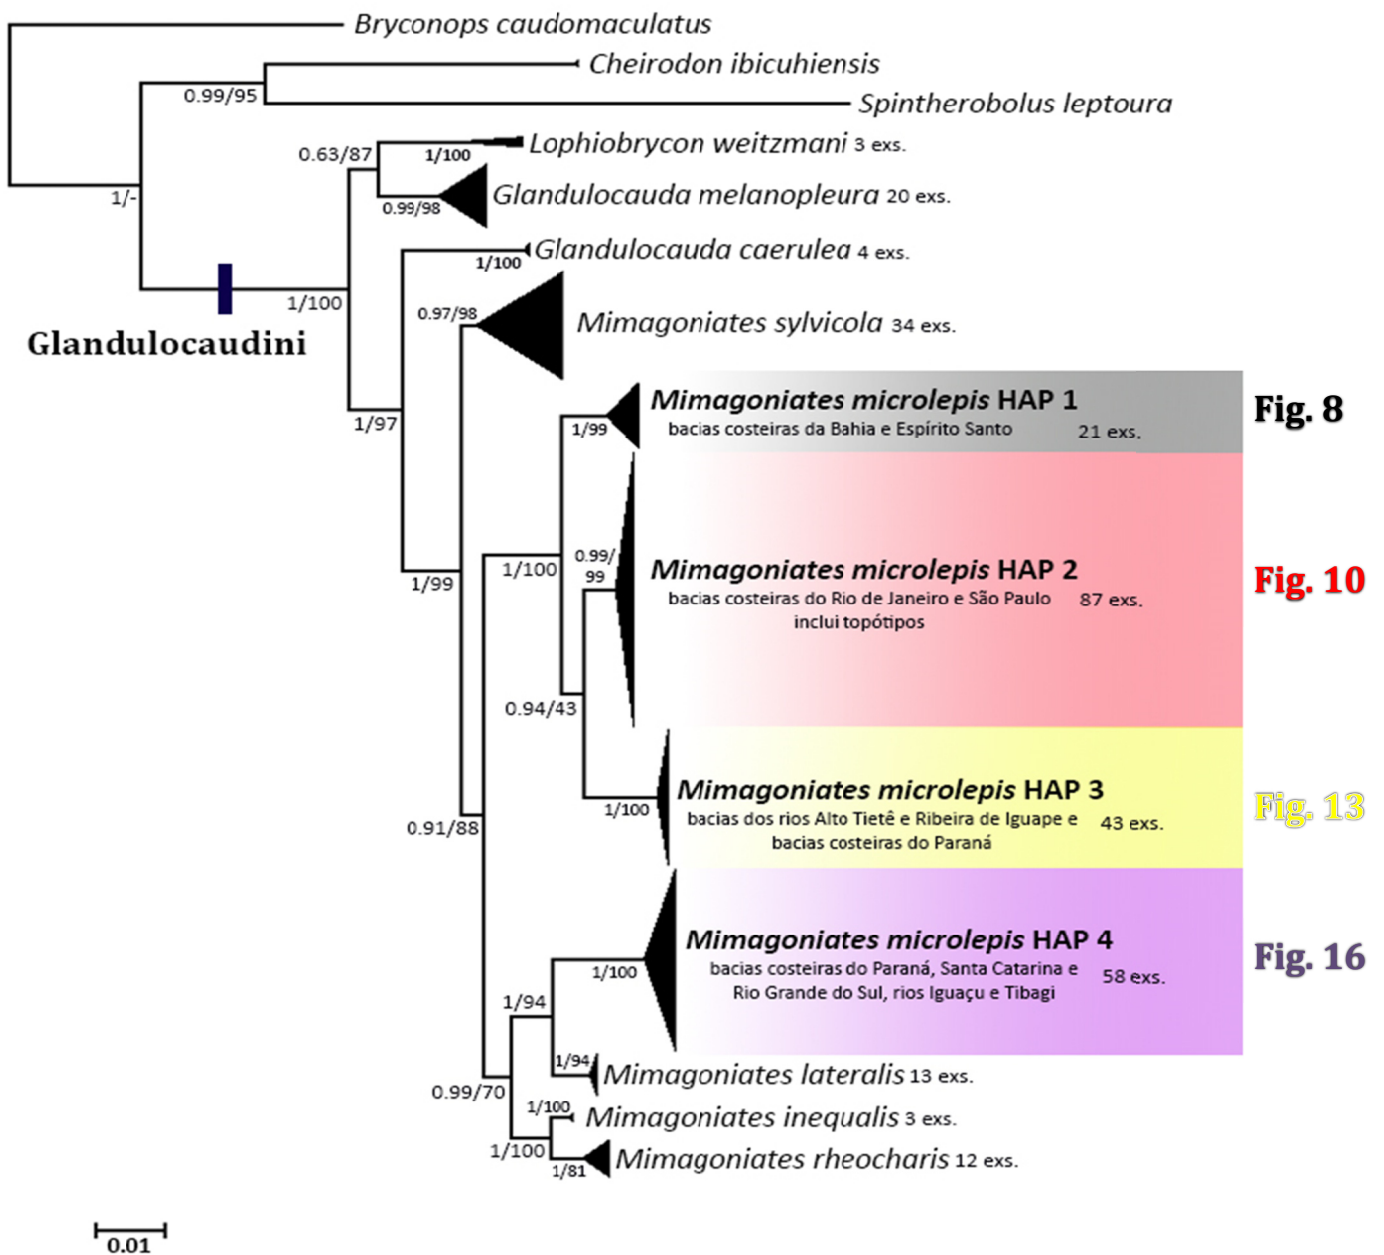 Bryconops caudomaculatus
Cheirodon ibicuhiensis
0.99/95
Spintherobolus leptoura
Lophiobrycon weitzmani 3 exs.
0.63/87
1/100
1/-
Glandulocauda melanopleura 20 exs.
0.99/98
Glandulocauda caerulea 4 exs.
1/100
1/100
Glandulocaudini
0.97/98
Mimagoniates sylvicola 34 exs.
1/97
Mimagoniates microlepis HAP 1
bacias costeiras da Bahia e Espírito Santo 21 exs.
Fig. 8
1/99
0.99/
99
1/100
1/99
Mimagoniates microlepis HAP 2
bacias costeiras do Rio de Janeiro e São Paulo 87 exs.
inclui topótipos
Fig. 10
0.94/43
Mimagoniates microlepis HAP 3
bacias dos rios Alto Tietê e Ribeira de Iguape e 43 exs.
bacias costeiras do Paraná
Fig. 13
1/100
0.91/88
Mimagoniates microlepis HAP 4
bacias costeiras do Paraná, Santa Catarina e 58 exs.
Rio Grande do Sul, rios Iguaçu e Tibagi
Fig. 16
1/100
1/94
1/94
Mimagoniates lateralis 13 exs.
0.99/70
1/100
Mimagoniates inequalis 3 exs.
1/100
Mimagoniates rheocharis 12 exs.
1/81
0.01